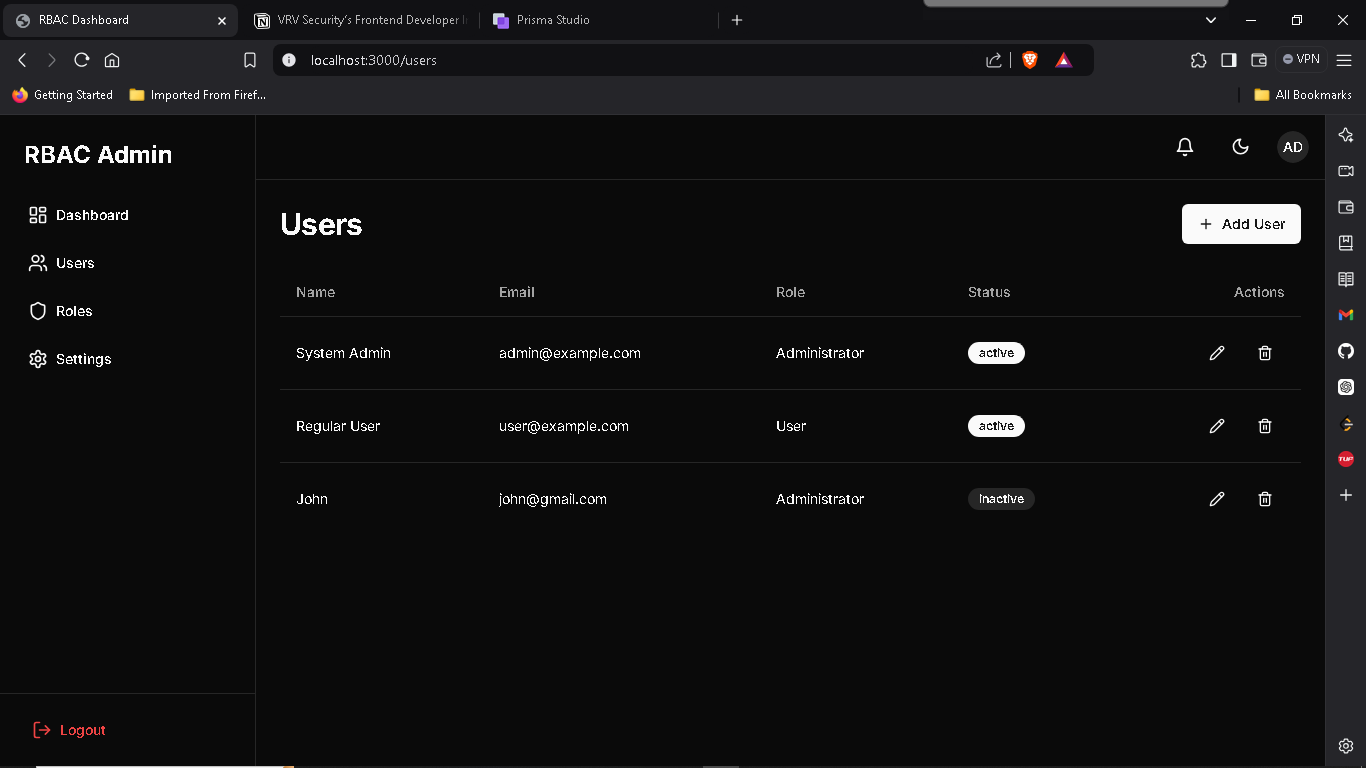 RBAC Dashboard
VRV Security's Frontend Developer I
Prisma Studio
localhost:3000/users
VPN
Getting Started
Imported From Firef...
All Bookmarks
RBAC Admin
AD
Dashboard
Users
Roles
Settings
Logout
Users
Add User
Name Email Role Status Actions
System Admin admin@example.com Administrator active
Regular User user@example.com User active
John john@gmail.com Administrator inactive
TUF